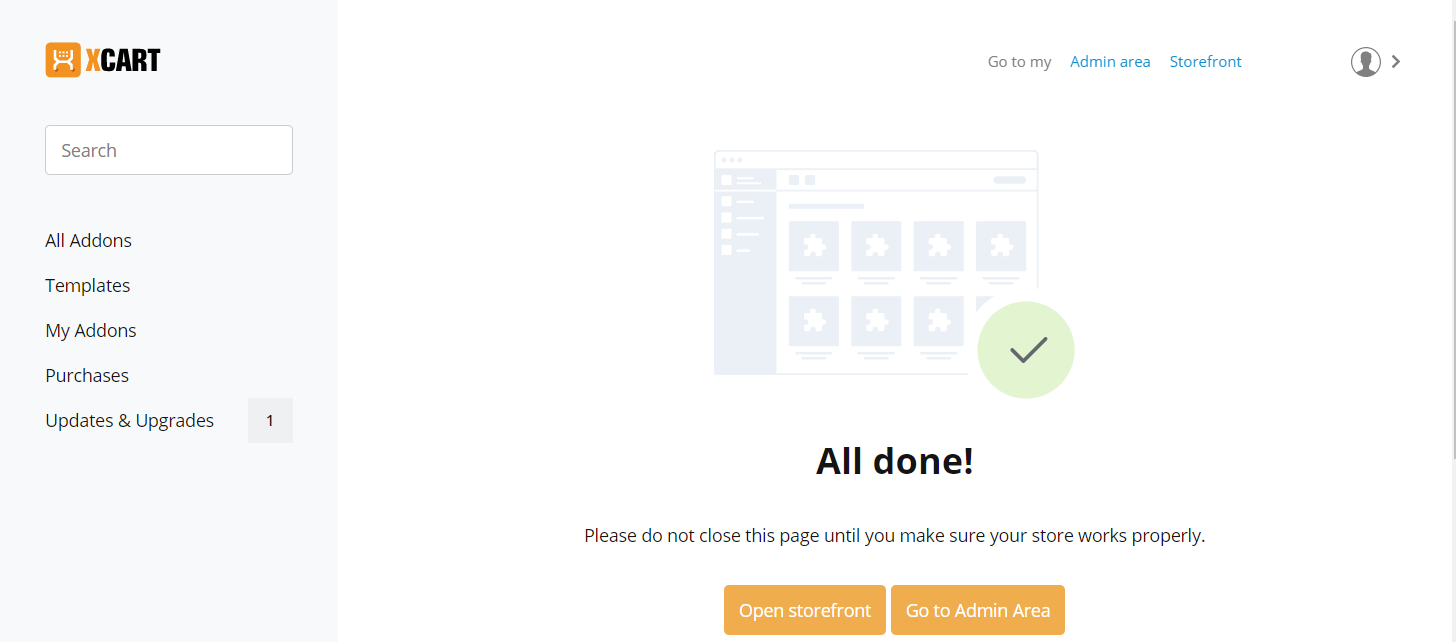 XCART
Go to my Admin area Storefront
Search
All Addons
Templates
My Addons
Purchases
Updates & Upgrades 1
All done!
Please do not close this page until you make sure your store works properly.
Open storefront Go to Admin Area